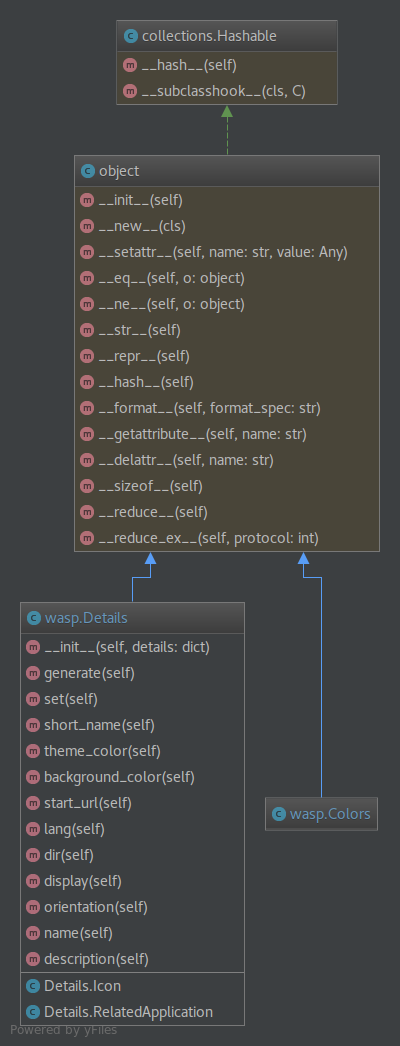 collections.Hashable
__hash__(self)
__subclasshook__(cls, C)
object
__init__(self)
__new__(cls)
__setattr__(self, name: str, value: Any)
__eq__(self, o: object)
__ne__(self, o: object)
__str__(self)
__repr__(self)
__hash__(self)
__format__(self, format_spec: str)
__getattribute__(self, name: str)
__delattr__(self, name: str)
__sizeof__(self)
__reduce__(self)
__reduce_ex__(self, protocol: int)
wasp.Details
__init__(self, details: dict)
generate(self)
set(self)
short_name(self)
theme_color(self)
background_color(self)
start_url(self)
lang(self)
dir(self)
display(self)
orientation(self)
name(self)
description(self)
Details.Icon
Details.RelatedApplication
wasp.Colors
Powered by yFiles